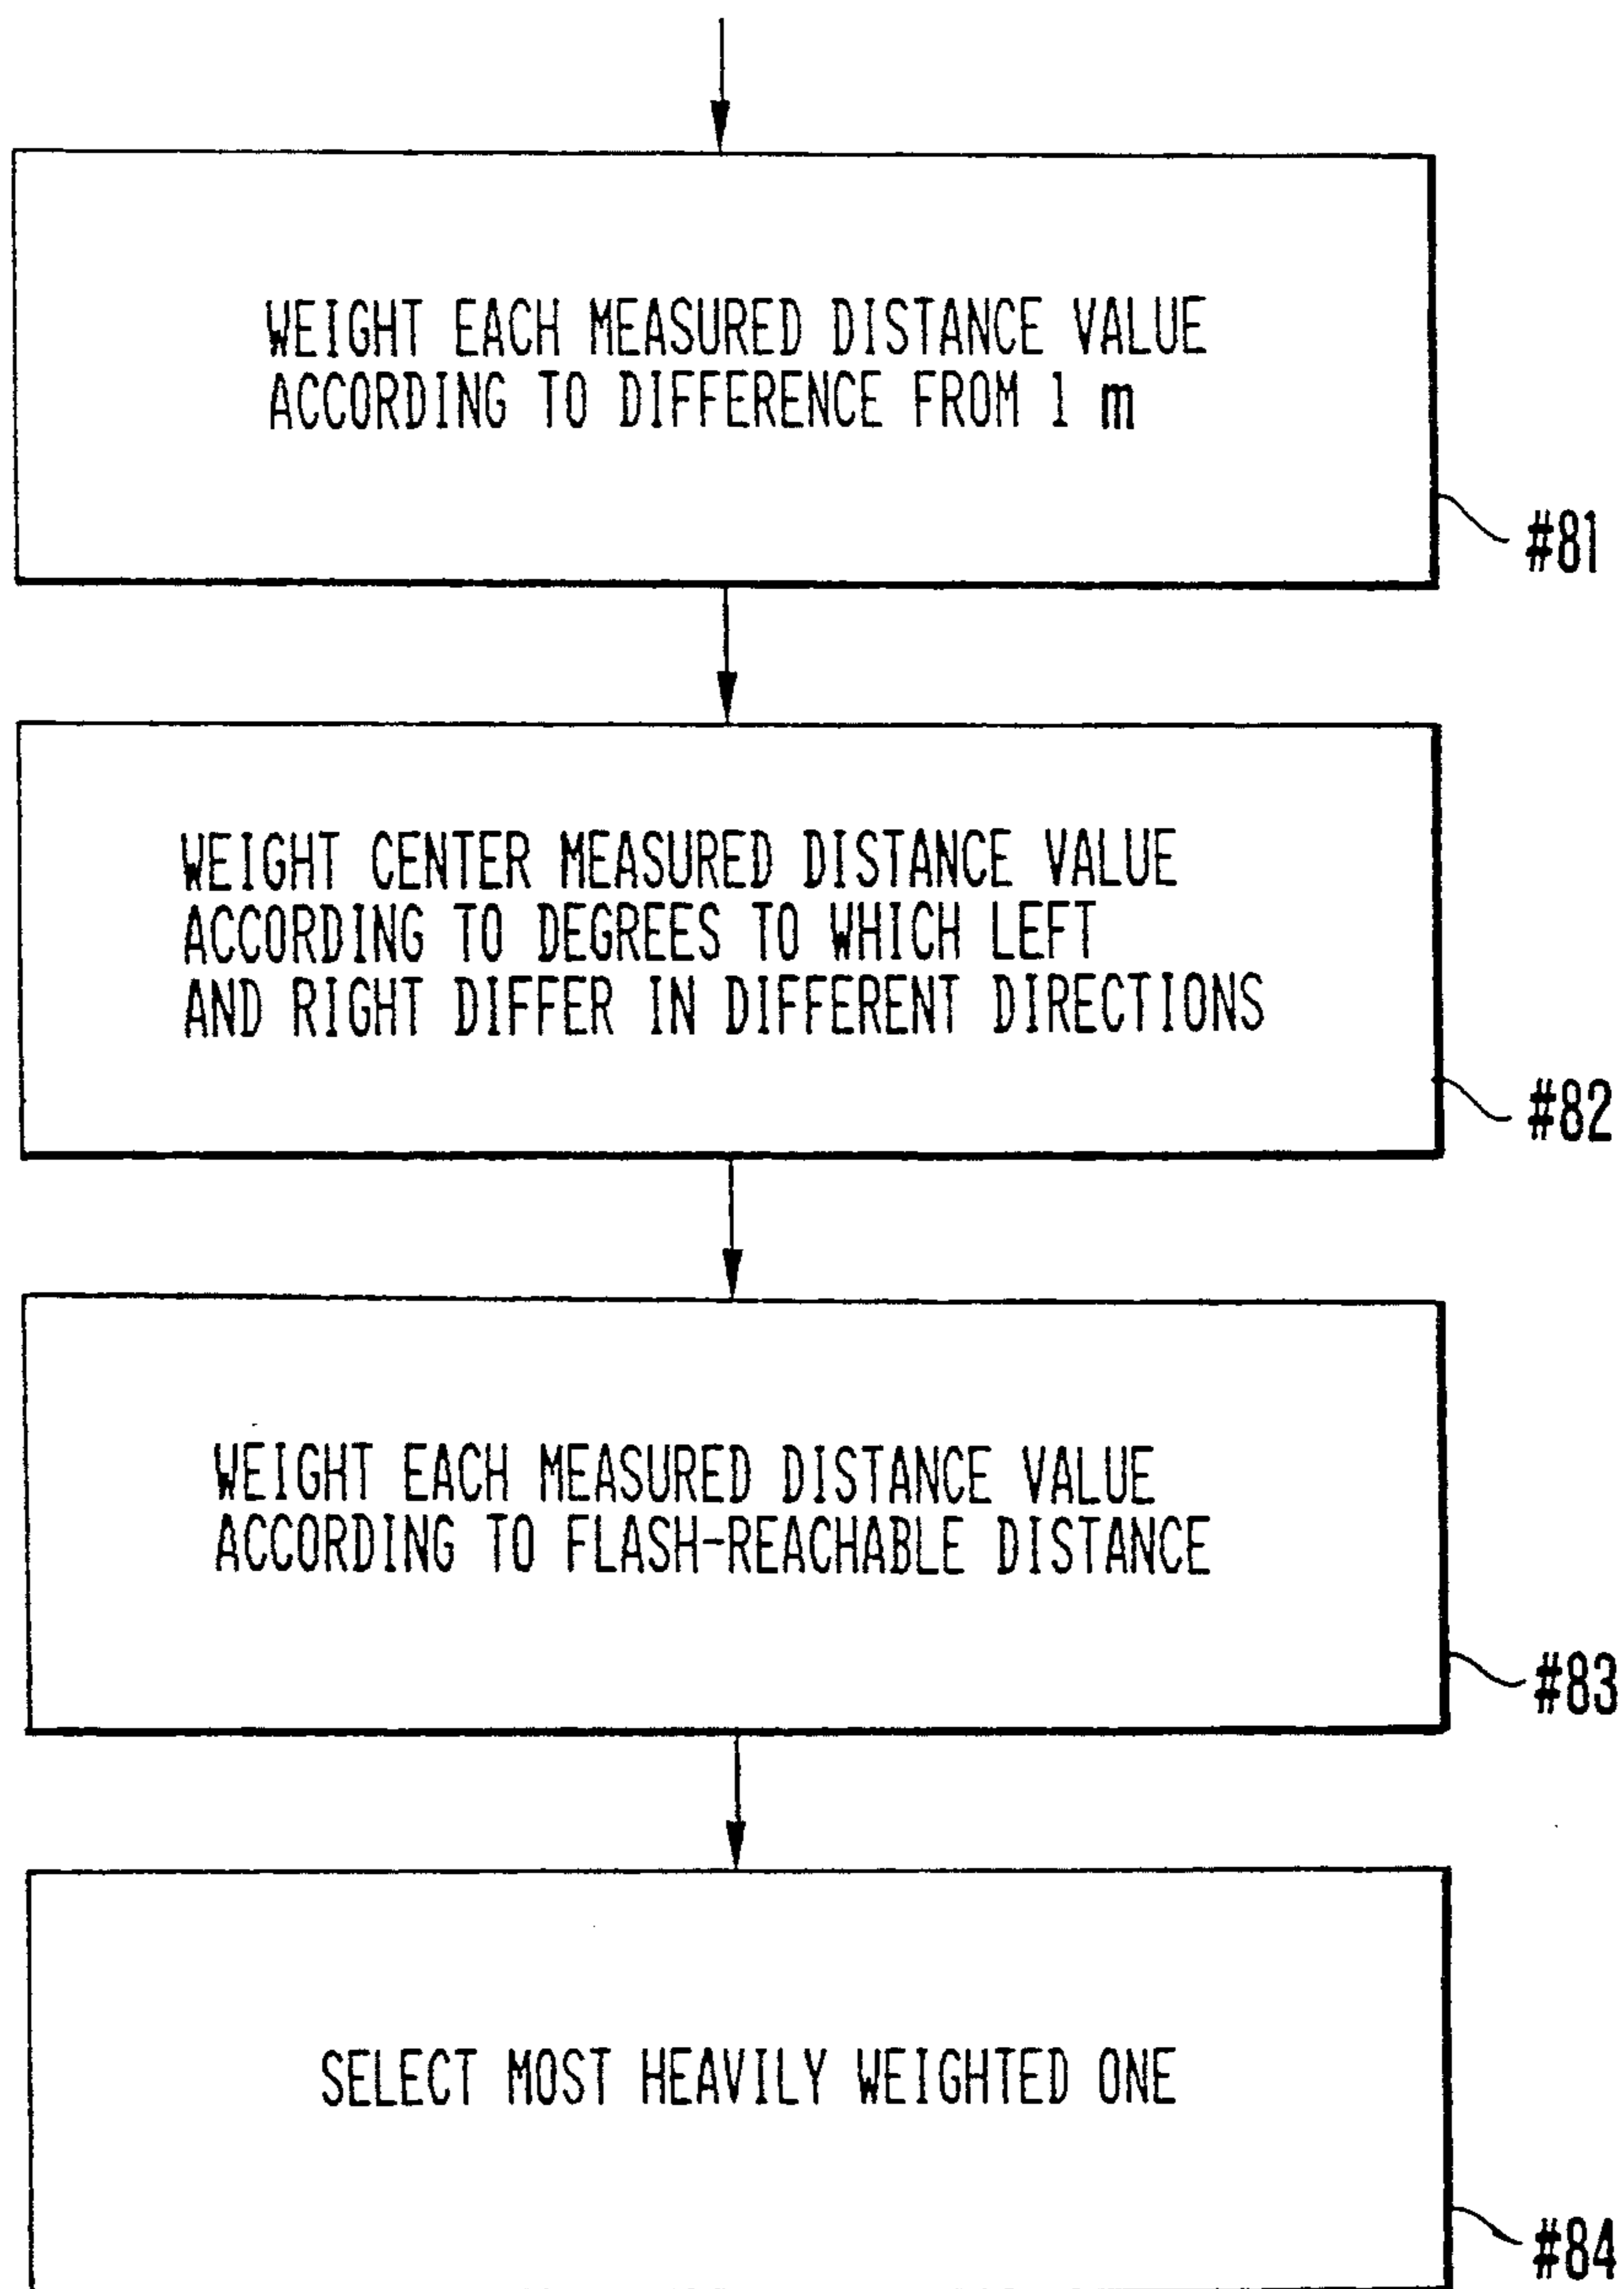 WEIGHT EACH MEASURED DISTANCE VALUE
ACCORDING TO DIFFERENCE FROM 1 m
#81
WEIGHT CENTER MEASURED DISTANCE VALUE
ACCORDING TO DEGREES TO WHICH LEFT
AND RIGHT DIFFER IN DIFFERENT DIRECTIONS
#82
WEIGHT EACH MEASURED DISTANCE VALUE
ACCORDING TO FLASH-REACHABLE DISTANCE
#83
SELECT MOST HEAVILY WEIGHTED ONE
#84